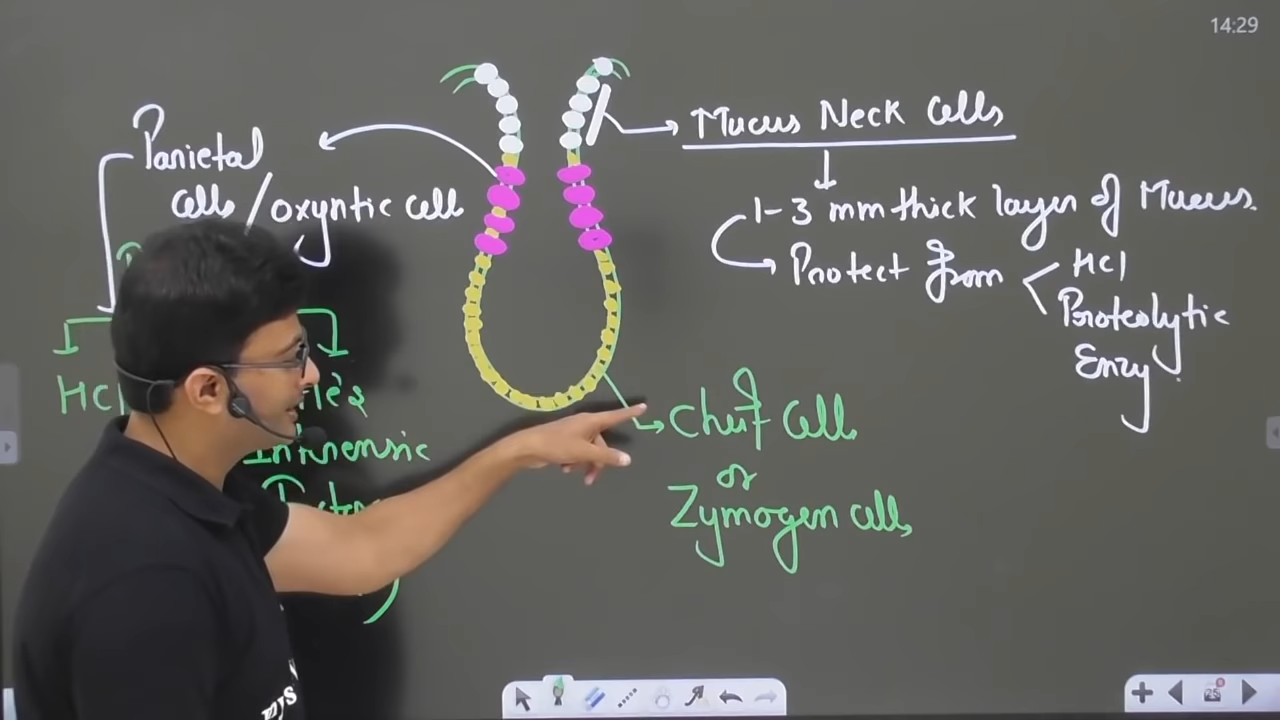 14:29
Mucus Neck Cells
Parietal
cells / oxyntic cell
1-3 mm thick layer of Mucus.
Protect from
HCl
Proteolytic
Enzy.
HCl
Chief Cell
or
Zymogen cells
25